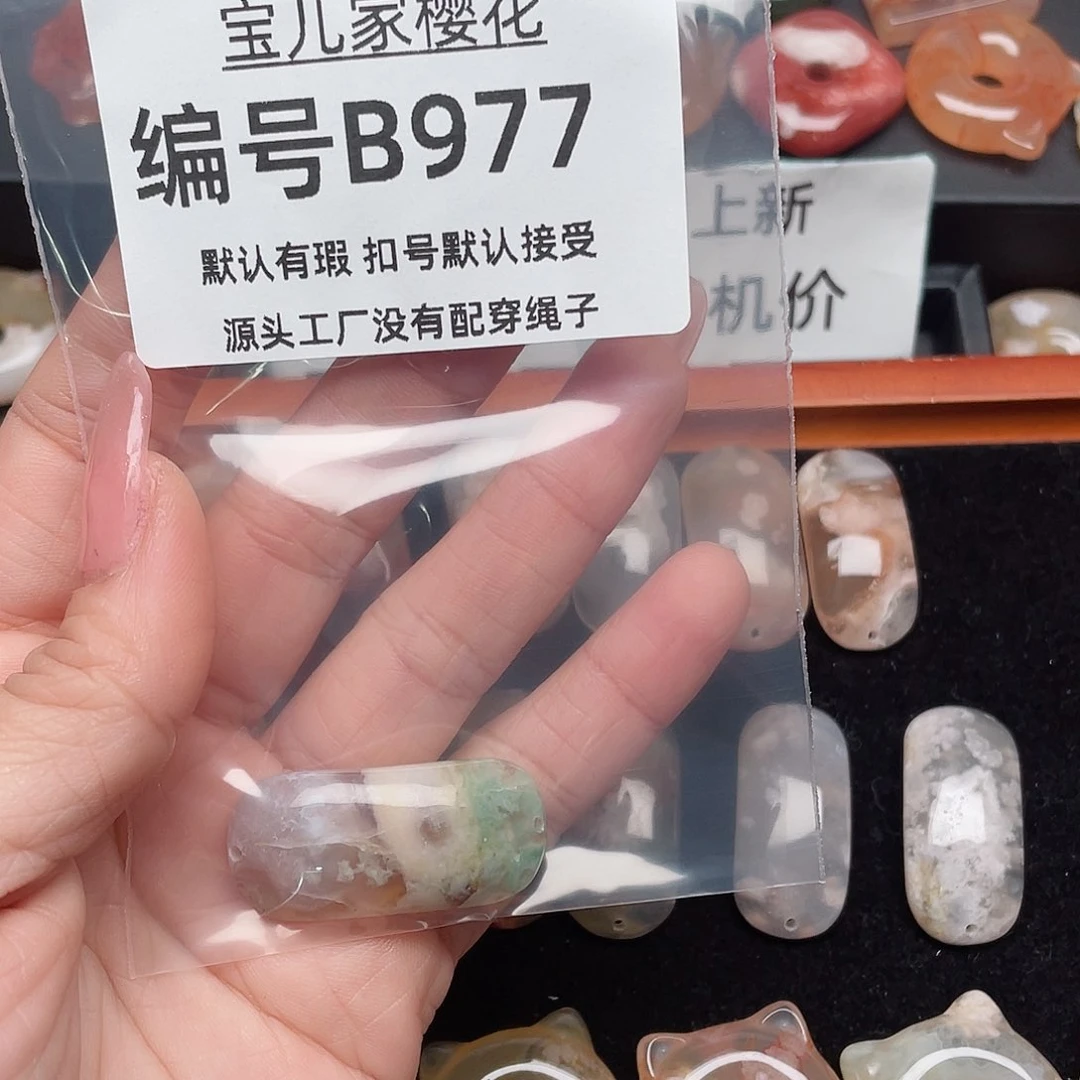 宝儿家樱花
编号B977
默认有瑕 扣号默认接受
源头工厂没有配穿绳子
上新
机价